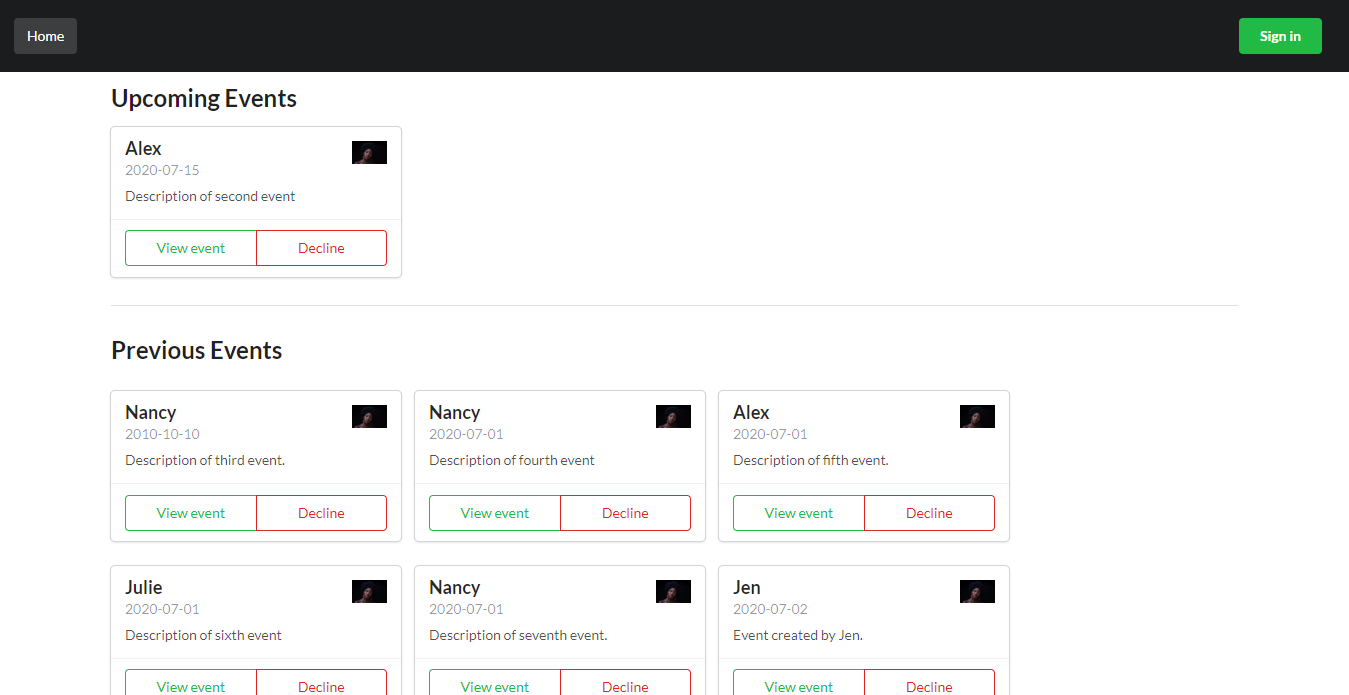 Home
Sign in
Upcoming Events
Alex
2020-07-15
Description of second event
View event
Decline
Previous Events
Nancy
2010-10-10
Description of third event.
View event
Decline
Nancy
2020-07-01
Description of fourth event
View event
Decline
Alex
2020-07-01
Description of fifth event.
View event
Decline
Julie
2020-07-01
Description of sixth event
View event
Decline
Nancy
2020-07-01
Description of seventh event.
View event
Decline
Jen
2020-07-02
Event created by Jen.
View event
Decline